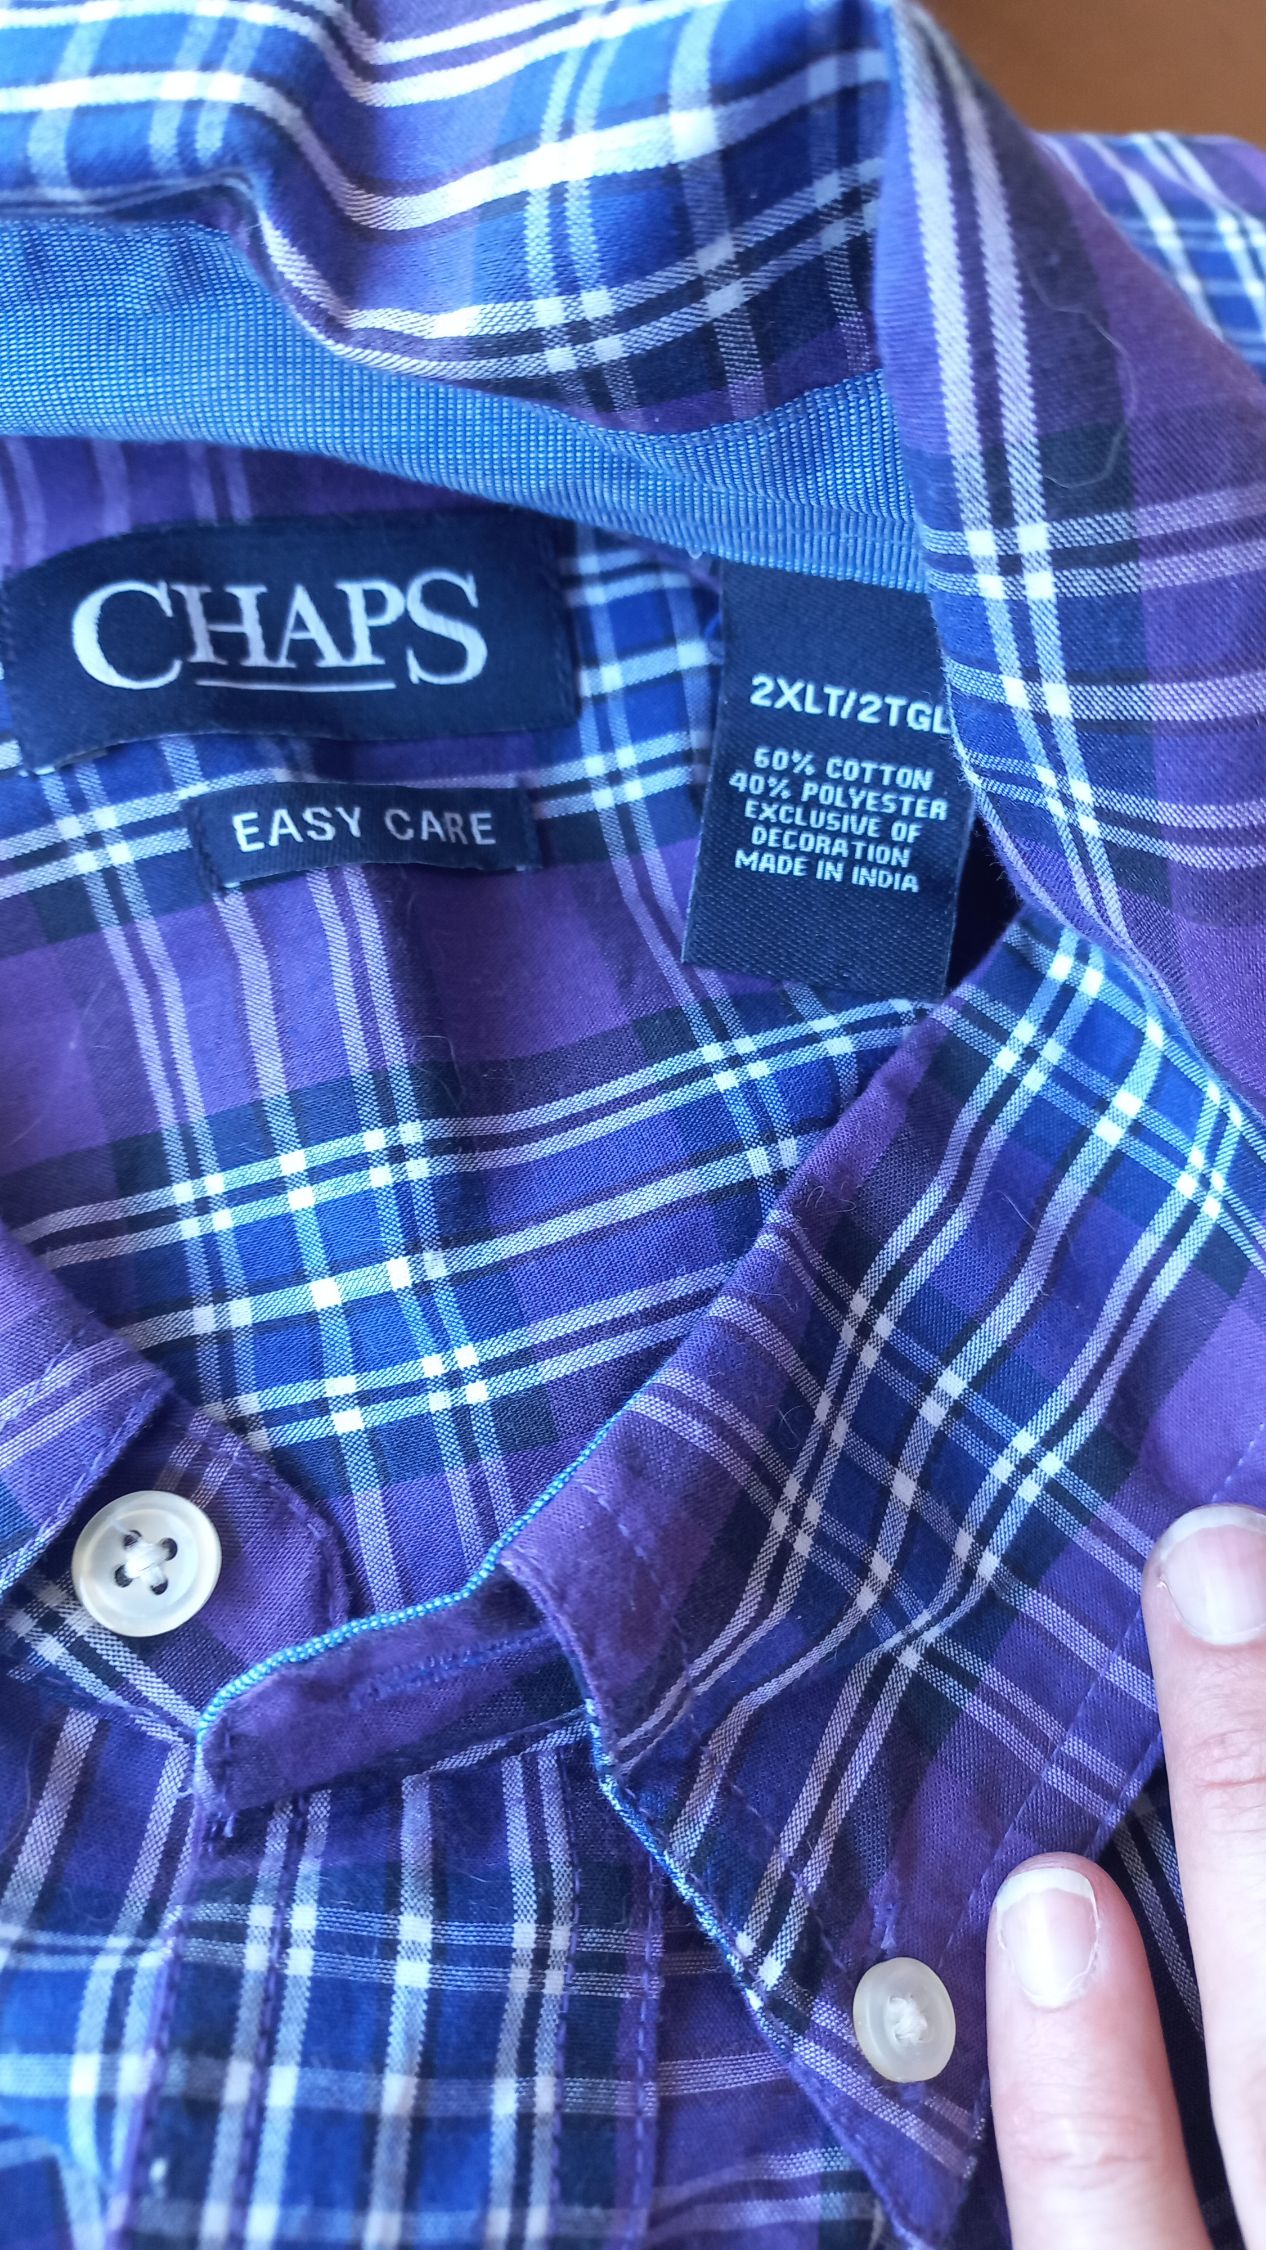 CHAPS
EASY CARE
2XLT/2TGL
60% COTTON
40% POLYESTER
EXCLUSIVE OF
DECORATION
MADE IN INDIA